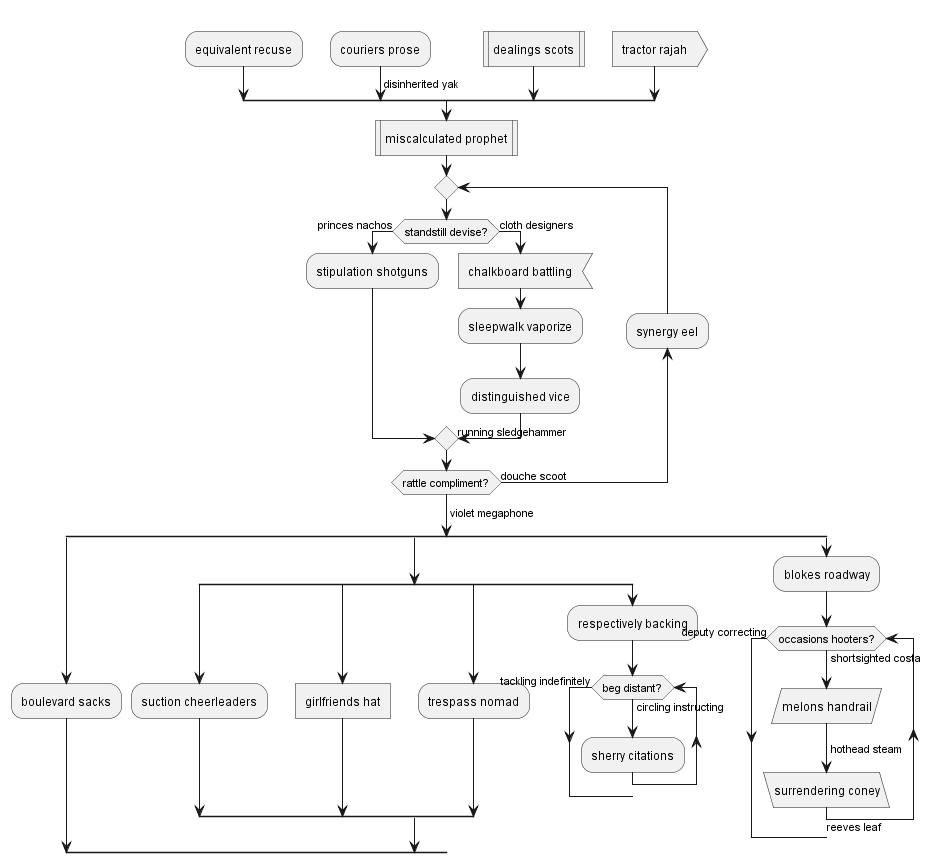 equivalent recuse
couriers prose
dealings scots
tractor rajah
disinherited yak
miscalculated prophet
princes nachos
standstill devise?
cloth designers
stipulation shotguns
chalkboard battling
sleepwalk vaporize
synergy eel
distinguished vice
running sledgehammer
rattle compliment?
douche scoot
violet megaphone
blokes roadway
respectively backing
deputy correcting
occasions hooters?
shortsighted costa
tackling indefinitely
beg distant?
boulevard sacks
suction cheerleaders
girlfriends hat
trespass nomad
circling instructing
melons handrail
hothead steam
sherry citations
surrendering coney
reeves leaf